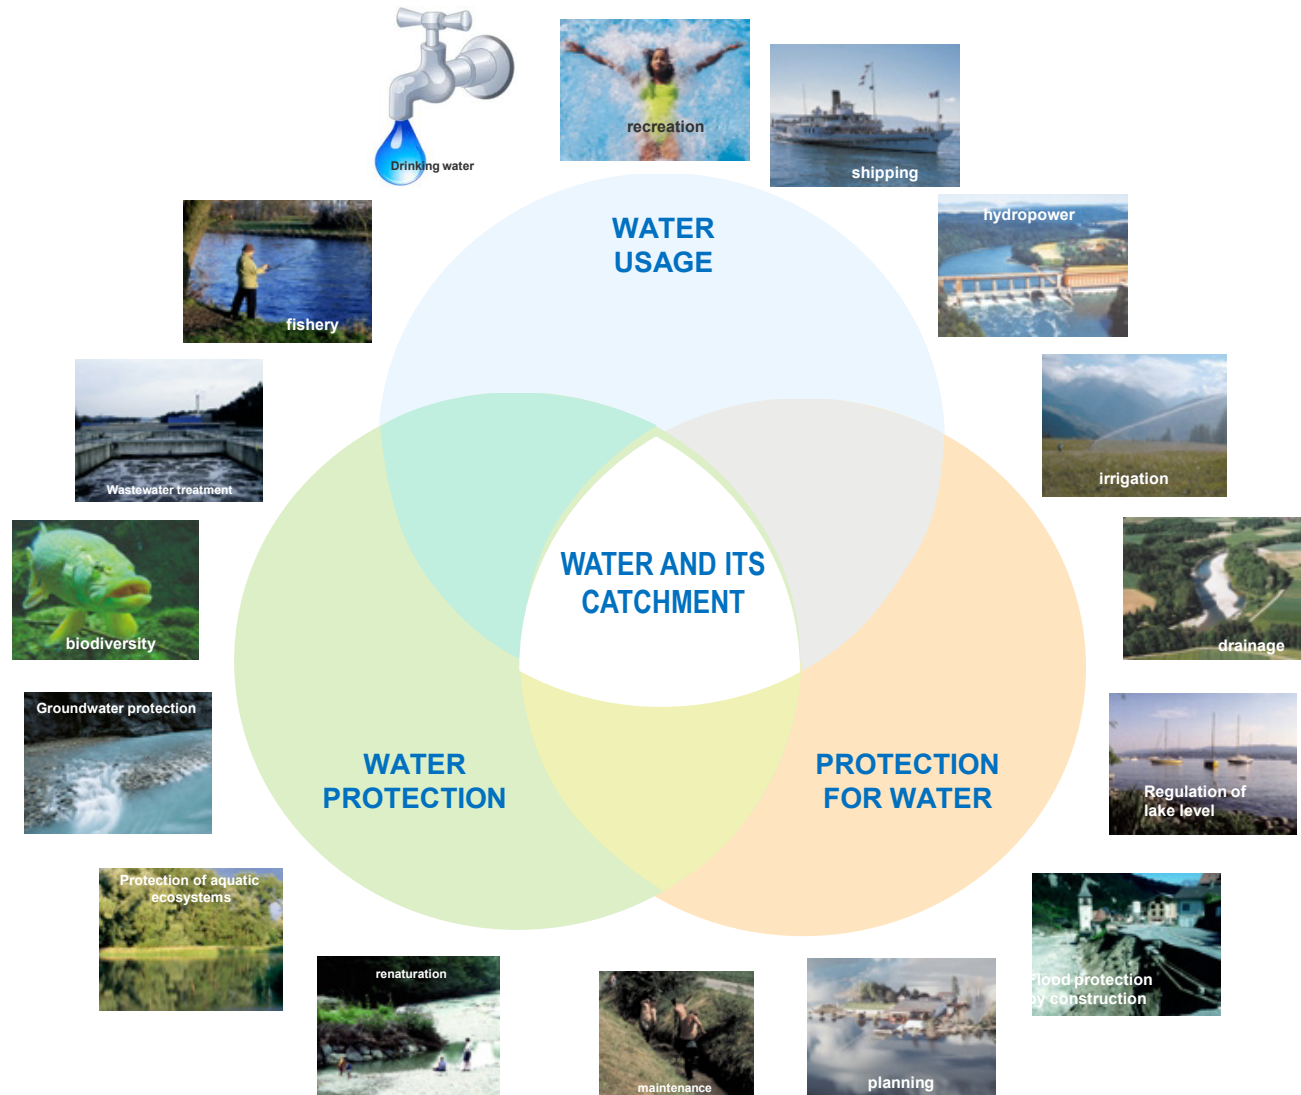 recreation
Drinking water
shipping
hydropower
WATER
USAGE
fishery
irrigation
Wastewater treatment
WATER AND ITS
CATCHMENT
biodiversity
drainage
Groundwater protection
WATER
PROTECTION
PROTECTION
FOR WATER
Regulation of
lake level
Protection of aquatic
ecosystems
Flood protection
by construction
renaturation
maintenance
planning